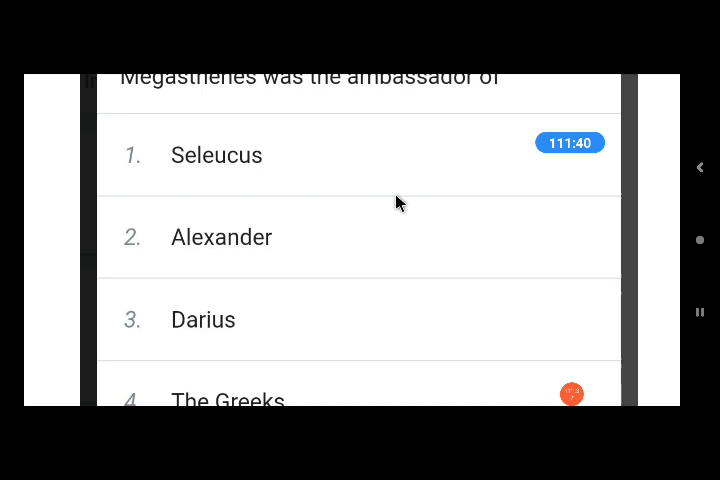 Megasthenes was the ambassador of
1. Seleucus
111:40
2. Alexander
3. Darius
4. The Greeks